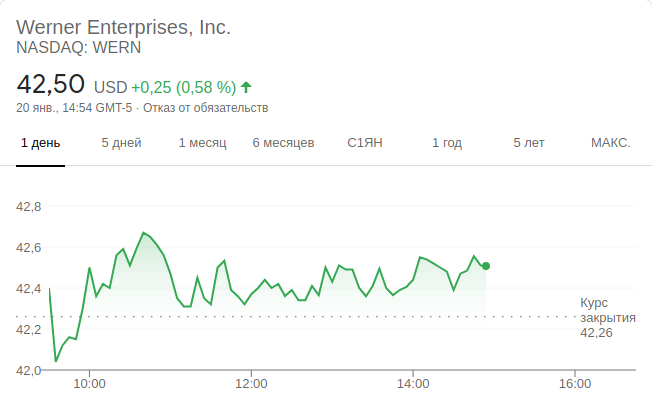 Werner Enterprises, Inc.
NASDAQ: WERN
42,50 USD +0,25 (0,58 %)
20 янв., 14:54 GMT-5 · Отказ от обязательств
1 день 5 дней 1 месяц 6 месяцев С1ЯН 1 год 5 лет МАКС.
42,8
42,6
42,4
42,2
42,0
Курс
закрытия
42,26
10:00 12:00 14:00 16:00